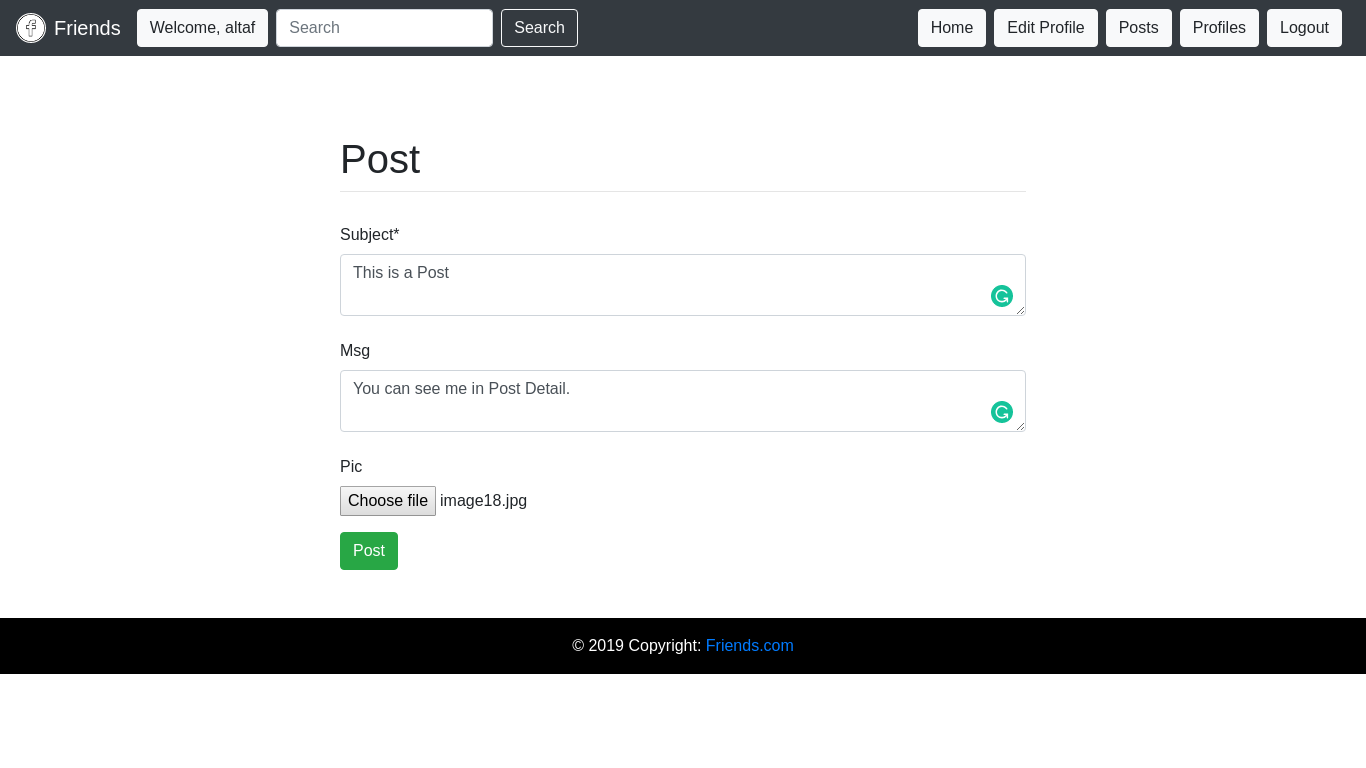 Friends Welcome, altaf Search Search Home Edit Profile Posts Profiles Logout
Post
Subject*
This is a Post
Msg
You can see me in Post Detail.
Pic
Choose file image18.jpg
Post
© 2019 Copyright: Friends.com